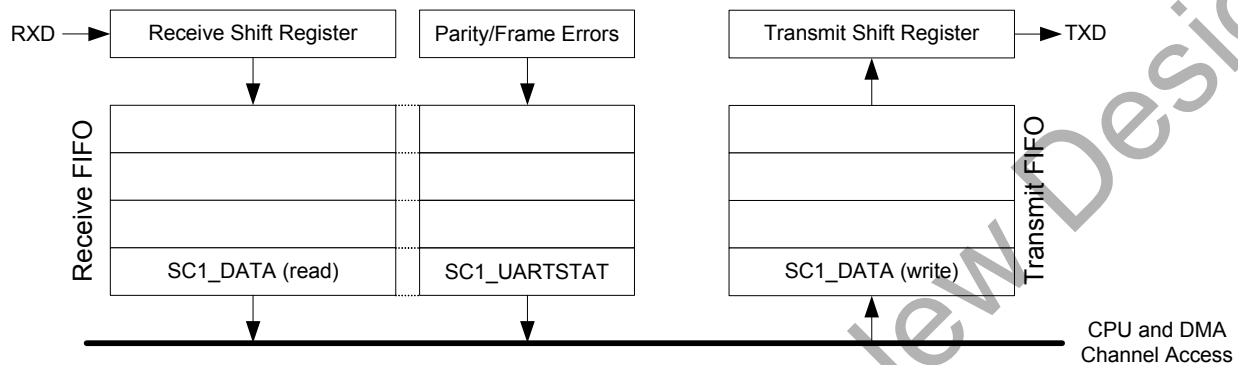 RXD
Receive Shift Register
Parity/Frame Errors
Transmit Shift Register
TXD
Receive FIFO
Transmit FIFO
SC1_DATA (read)
SC1_UARTSTAT
SC1_DATA (write)
CPU and DMA
Channel Access